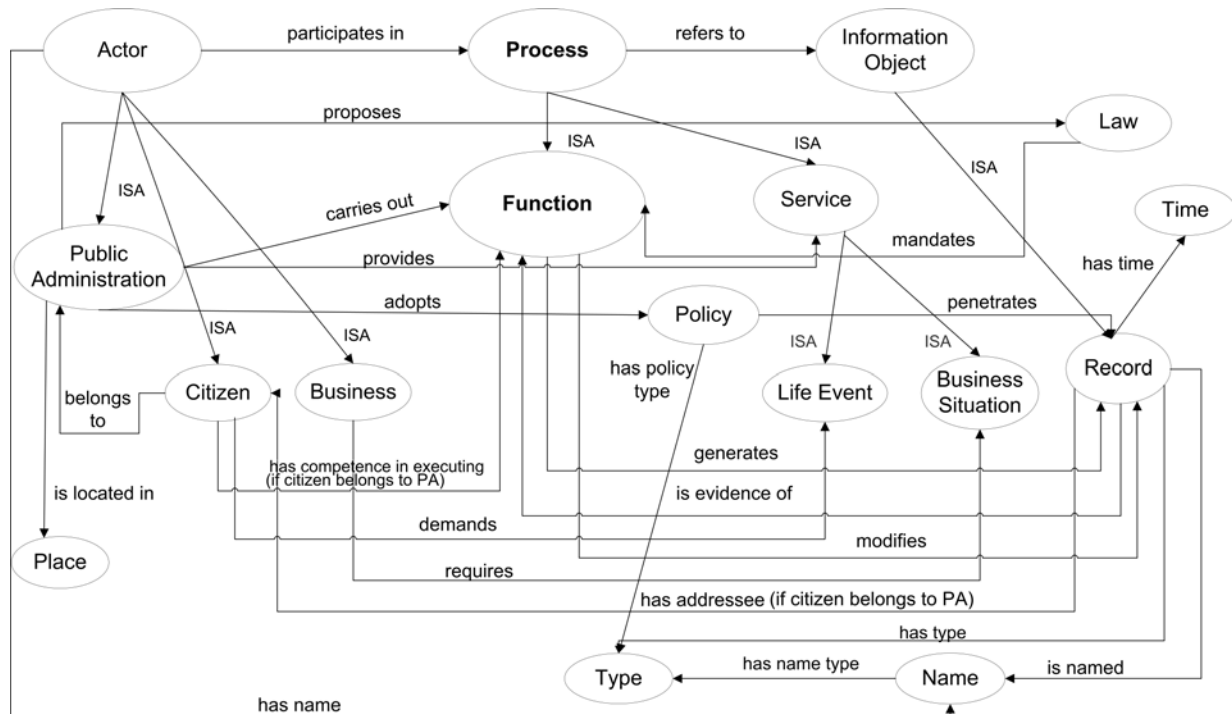 Actor
participates in
Process
refers to
Information
Object
proposes
Law
ISA
ISA
ISA
ISA
carries out
Function
Service
Time
Public
Administration
provides
mandates
has time
adopts
Policy
penetrates
ISA
ISA
ISA
ISA
has policy
type
belongs
to
Citizen
Business
Life Event
Business
Situation
Record
has competence in executing
(if citizen belongs to PA)
generates
is located in
is evidence of
demands
modifies
Place
requires
has addressee (if citizen belongs to PA)
has type
Type
has name type
Name
is named
has name